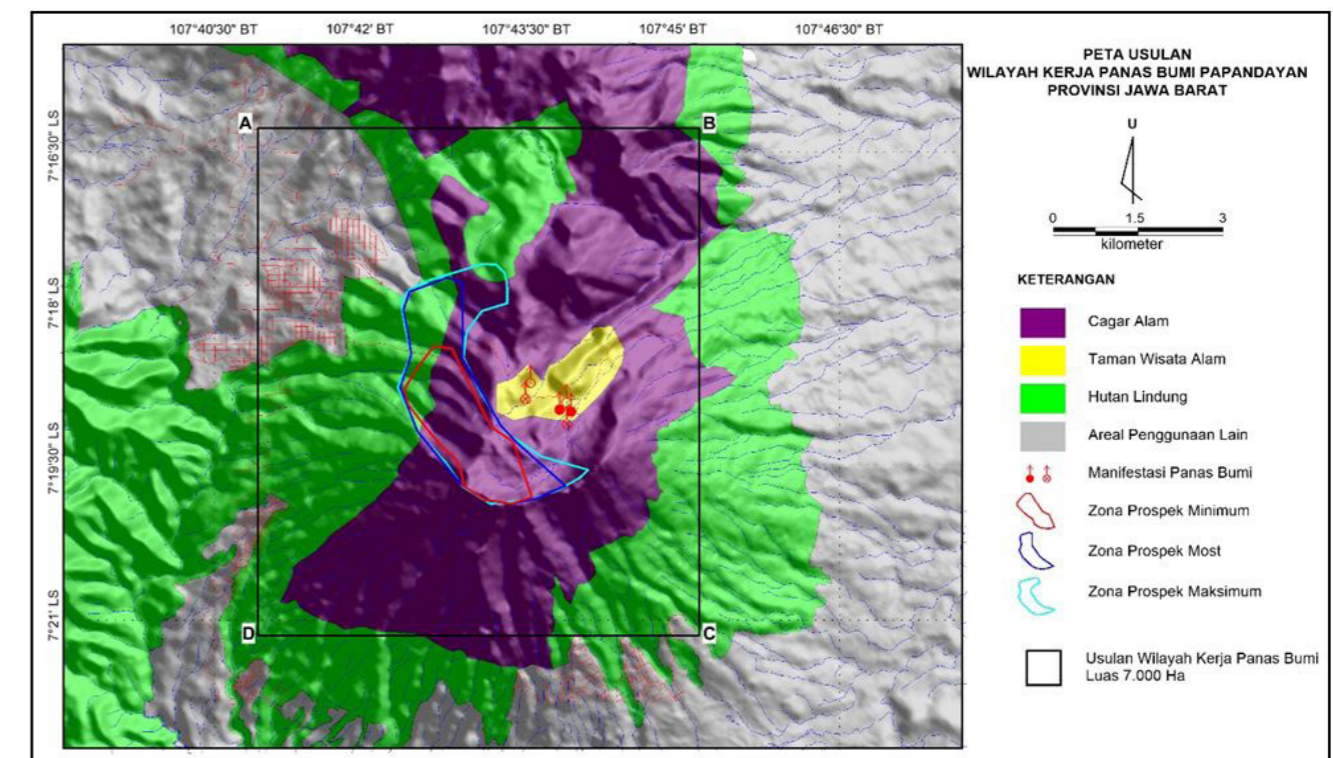 107°40'30" BT
107°42' BT
107°43'30" BT
107°45' BT
107°46'30" BT
7°16'30" LS
7°18' LS
7°19'30" LS
7°21' LS
A
B
C
D
PETA USULAN
WILAYAH KERJA PANAS BUMI PAPANDAYAN
PROVINSI JAWA BARAT
U
0 1.5 3
kilometer
KETERANGAN
Cagar Alam
Taman Wisata Alam
Hutan Lindung
Areal Penggunaan Lain
Manifestasi Panas Bumi
Zona Prospek Minimum
Zona Prospek Most
Zona Prospek Maksimum
Usulan Wilayah Kerja Panas Bumi
Luas 7.000 Ha